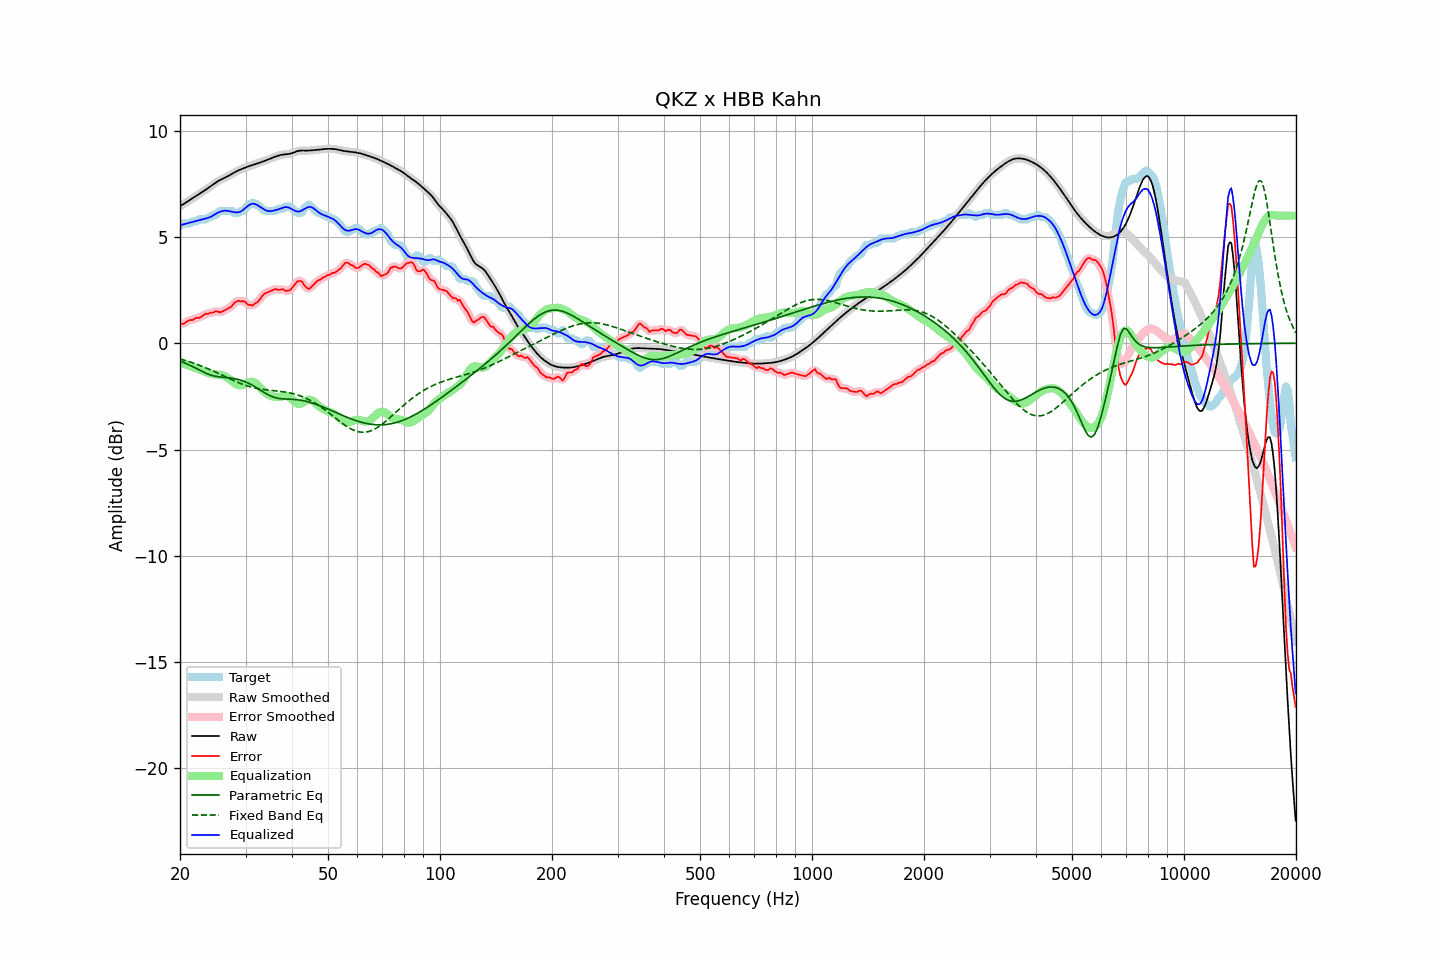 QKZ x HBB Kahn
Amplitude (dBr)
10
5
0
−5
−10
−15
−20
Target
Raw Smoothed
Error Smoothed
Raw
Error
Equalization
Parametric Eq
Fixed Band Eq
Equalized
20 50 100 200 500 1000 2000 5000 10000 20000
Frequency (Hz)